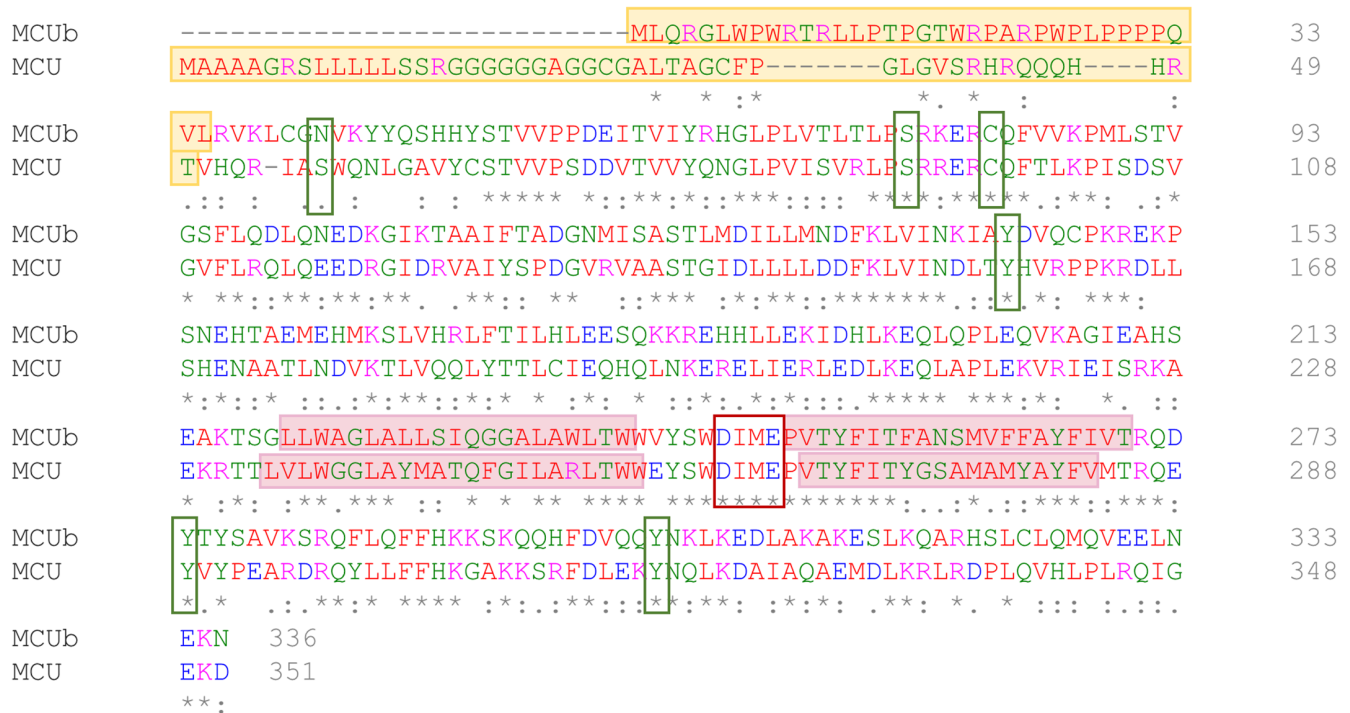 MCUb ---------------------------MLQRGLWPWRTRLLPTPGTWRPARPWPLPPPPQ 33
MCU MAAAAGRSLLLLLSSRGGGGGGAGGCGALTAGCFP-------GLGVSRHRQQQH----HR 49
* * :* *. * : :
MCUb VLRVKLCGNVKYYQSHHYSTVVPPDEITVIYRHGLPLVTLTLPSRKERCQFVVKPMLSTV 93
MCU TVHQR-IASWQNLGAVYCSTVVPSDDVTVVYQNGLPVISVRLPSRRERCQFTLKPISDSV 108
.:: : .: : : *****.*::**:*::***::::.****:*****.:**: .:*
MCUb GSFLQDLQNEDKGIKTAAIFTADGNMISASTLMDILLMNDFKLVINKIAYDVQCPKREKP 153
MCU GVFLRQLQEEDRGIDRVAIYSPDGVRVAASTGIDLLLLDDFKLVINDLTYHVRPPKRDLL 168
* **::**:**:**. .**::.** ::*** :*:**::*******.::*.*: ***:
MCUb SNEHTAEMEHMKSLVHRLFTILHLEESQKKREHHLLEKIDHLKEQLQPLEQVKAGIEAHS 213
MCU SHENAATLNDVKTLVQQLYTTLCIEQHQLNKERELIERLEDLKEQLAPLEKVRIEISRKA 228
*:*:* ::.:*:**::*:* * :*: * ::*::*:*:::.***** ***:*: *. ::
MCUb EAKTSGLLWAGLALLSIQGGALAWLTWWVYSWDIMEPVTYFITFANSMVFFAYFIVTRQD 273
MCU EKRTTLVLWGGLAYMATQFGILARLTWWEYSWDIMEPVTYFITYGSAMAMYAYFVMTRQE 288
* :*: :**.*** :: * * ** **** **************:..:*.::***::***:
MCUb YTYSAVKSRQFLQFFHKKSKQQHFDVQQYNKLKEDLAKAKESLKQARHSLCLQMQVEELN 333
MCU YVYPEARDRQYLLFFHKGAKKSRFDLEKYNQLKDAIAQAEMDLKRLRDPLQVHLPLRQIG 348
*.* .:.**:* **** :*:.:**:::**:**: :*:*: .**: *. * ::: :.::.
MCUb EKN 336
MCU EKD 351
**: